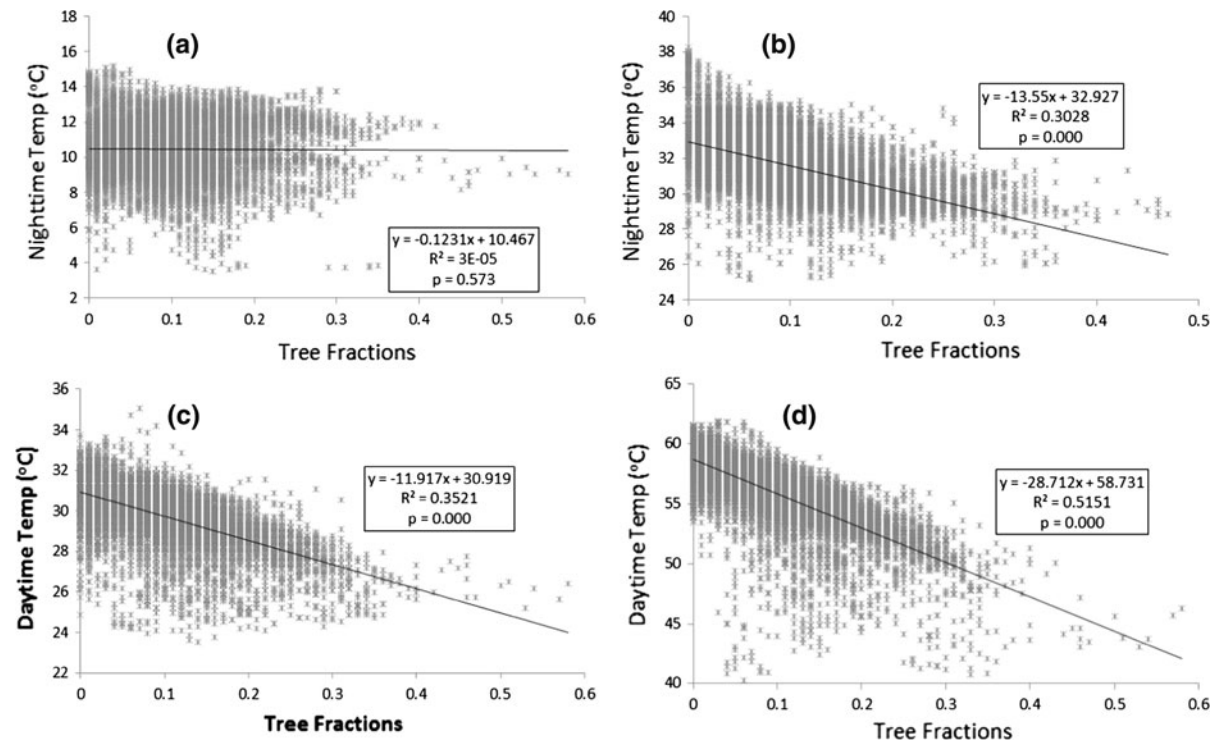 (a)
Nighttime Temp (°C)
18
16
14
12
10
8
6
4
2
0
0.1
0.2
0.3
0.4
0.5
0.6
Tree Fractions
y = -0.1231x + 10.467
R² = 3E-05
p = 0.573
(b)
Nighttime Temp (°C)
40
38
36
34
32
30
28
26
24
0
0.1
0.2
0.3
0.4
0.5
Tree Fractions
y = -13.55x + 32.927
R² = 0.3028
p = 0.000
(c)
Daytime Temp (°C)
36
34
32
30
28
26
24
22
0
0.1
0.2
0.3
0.4
0.5
0.6
Tree Fractions
y = -11.917x + 30.919
R² = 0.3521
p = 0.000
(d)
Daytime Temp (°C)
65
60
55
50
45
40
0
0.1
0.2
0.3
0.4
0.5
0.6
Tree Fractions
y = -28.712x + 58.731
R² = 0.5151
p = 0.000